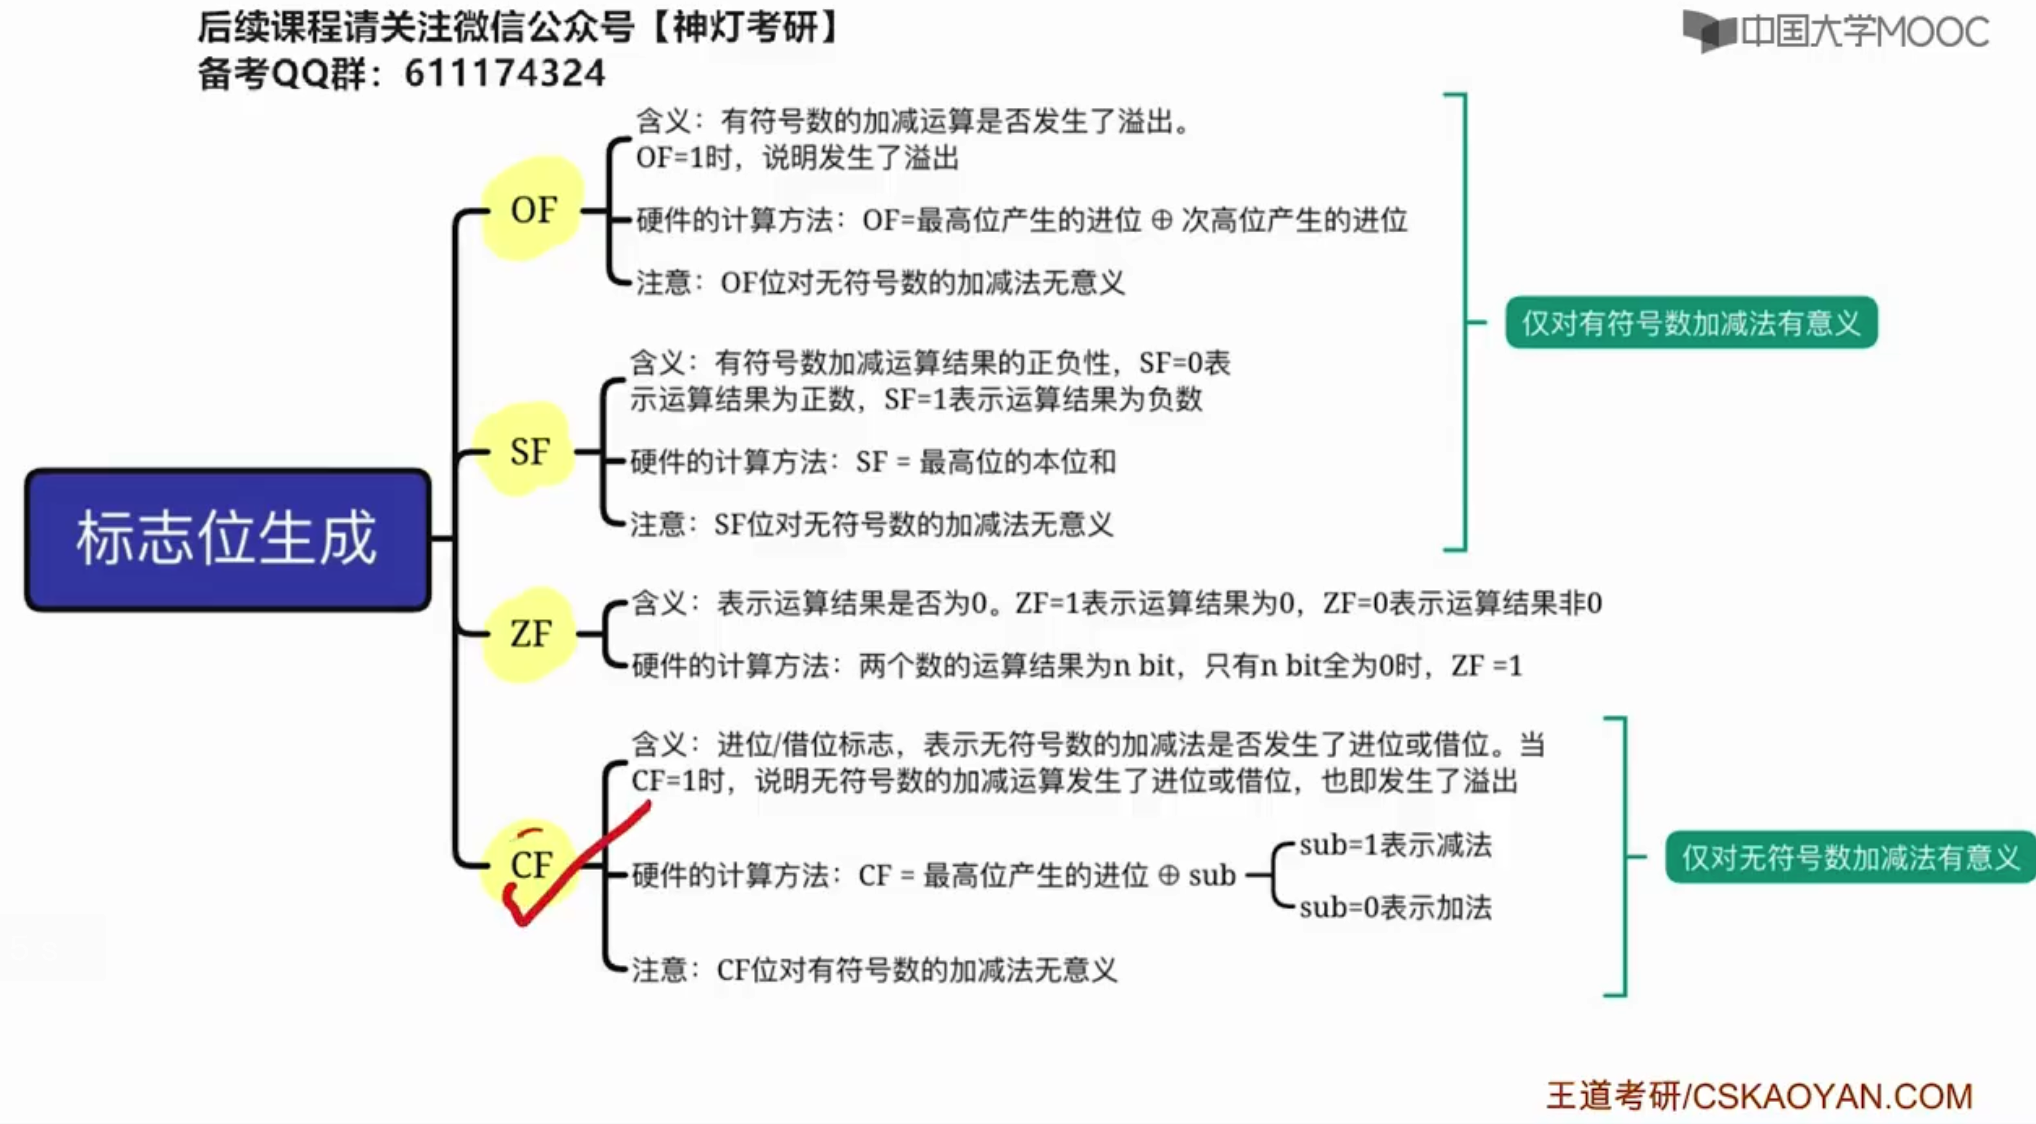 后续课程请关注微信公众号【神灯考研】
备考QQ群：611174324
中国大学MOOC
标志位生成
OF
含义：有符号数的加减运算是否发生了溢出。
OF=1时，说明发生了溢出
硬件的计算方法：OF=最高位产生的进位 ⊕ 次高位产生的进位
注意：OF位对无符号数的加减法无意义
SF
含义：有符号数加减运算结果的正负性，SF=0表
示运算结果为正数，SF=1表示运算结果为负数
硬件的计算方法：SF = 最高位的本位和
注意：SF位对无符号数的加减法无意义
仅对有符号数加减法有意义
ZF
含义：表示运算结果是否为0。ZF=1表示运算结果为0，ZF=0表示运算结果非0
硬件的计算方法：两个数的运算结果为n bit，只有n bit全为0时，ZF =1
CF
含义：进位/借位标志，表示无符号数的加减法是否发生了进位或借位。当
CF=1时，说明无符号数的加减运算发生了进位或借位，也即发生了溢出
硬件的计算方法：CF = 最高位产生的进位 ⊕ sub
sub=1表示减法
sub=0表示加法
注意：CF位对有符号数的加减法无意义
仅对无符号数加减法有意义
王道考研/CSKAOYAN.COM